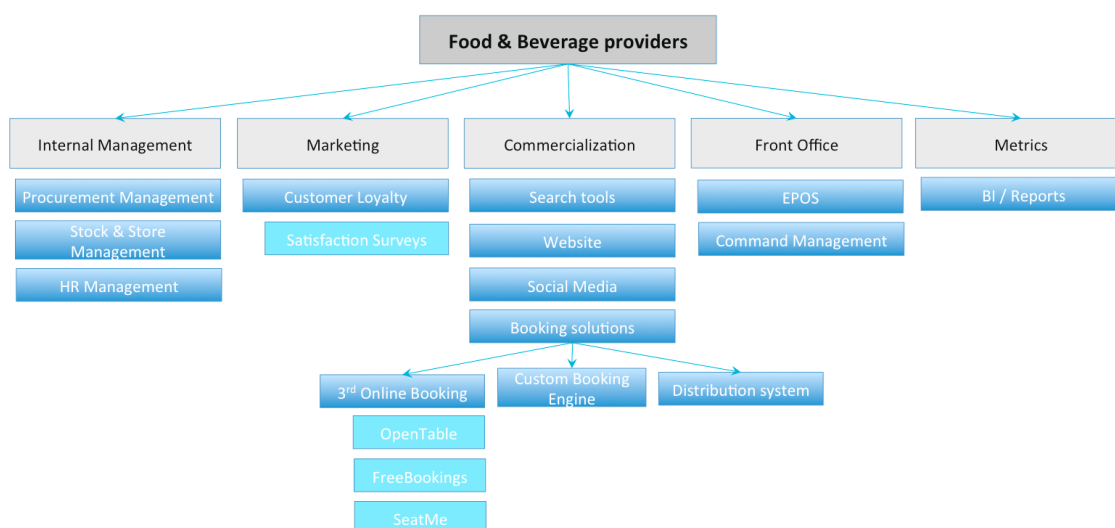 Food & Beverage providers
Internal Management
Marketing
Commercialization
Front Office
Metrics
Procurement Management
Customer Loyalty
Search tools
EPOS
BI / Reports
Stock & Store
Management
Satisfaction Surveys
Website
Command Management
HR Management
Social Media
Booking solutions
3rd Online Booking
Custom Booking
Engine
Distribution system
OpenTable
FreeBookings
SeatMe